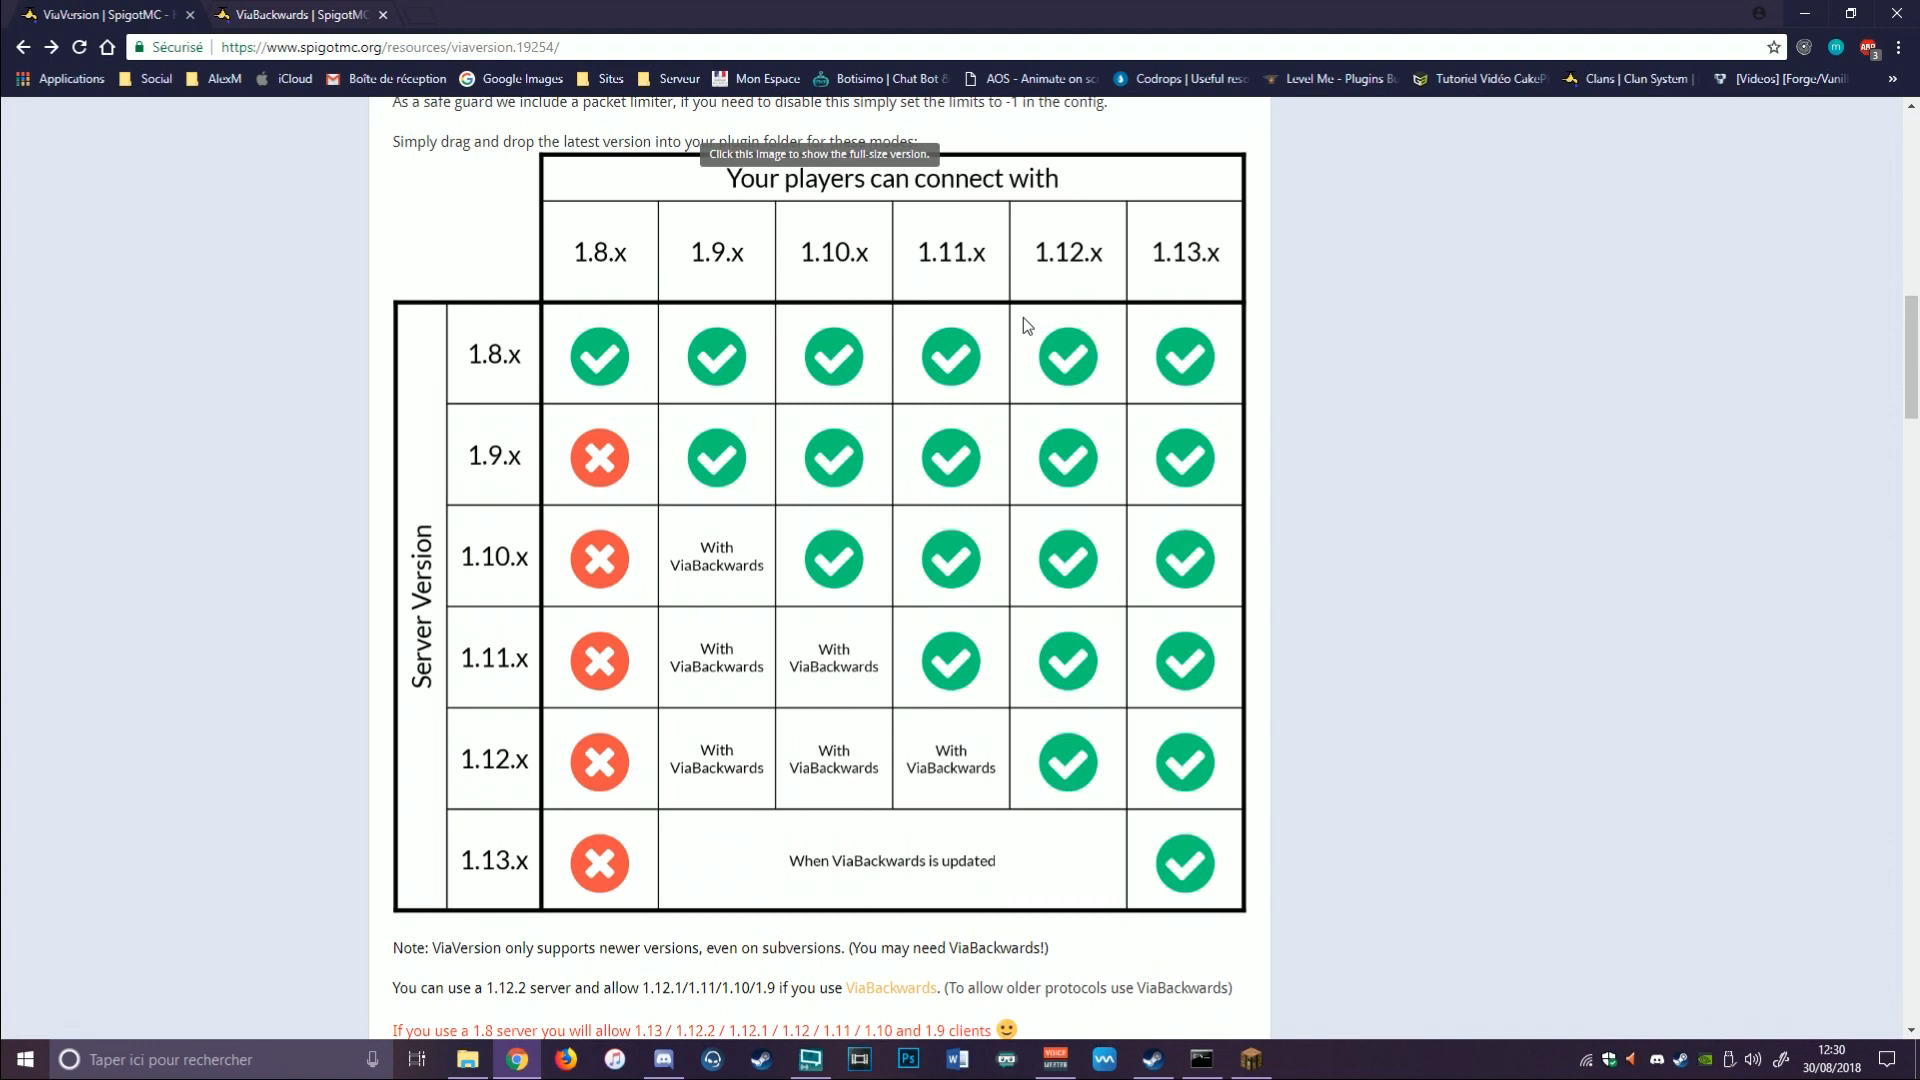 ViaVersion | SpigotMC -
ViaBackwards | SpigotMC
Sécurisé
https://www.spigotmc.org/resources/viaversion.19254/
Applications
Social
AlexM
iCloud
Boîte de réception
Google Images
Sites
Serveur
Mon Espace
Botisimo | Chat Bot &
AOS - Animate on sc
Codrops | Useful reso
Level Me - Plugins Bu
Tutoriel Vidéo CakeP
Clans | Clan System |
[Videos] [Forge/Vanil
»
3
As a safe guard we include a packet limiter, if you need to disable this simply set the limits to -1 in the config.
Simply drag and drop the latest version into your plugin folder for these modes:
Click this image to show the full-size version.
Your players can connect with
1.8.x 1.9.x 1.10.x 1.11.x 1.12.x 1.13.x
Server Version
1.8.x
1.9.x
1.10.x
With
ViaBackwards
1.11.x
With
ViaBackwards
With
ViaBackwards
1.12.x
With
ViaBackwards
With
ViaBackwards
With
ViaBackwards
1.13.x
When ViaBackwards is updated
Note: ViaVersion only supports newer versions, even on subversions. (You may need ViaBackwards!)
You can use a 1.12.2 server and allow 1.12.1/1.11/1.10/1.9 if you use ViaBackwards. (To allow older protocols use ViaBackwards)
If you use a 1.8 server you will allow 1.13 / 1.12.2 / 1.12.1 / 1.12 / 1.11 / 1.10 and 1.9 clients
Taper ici pour rechercher
Ps
12:30
30/08/2018